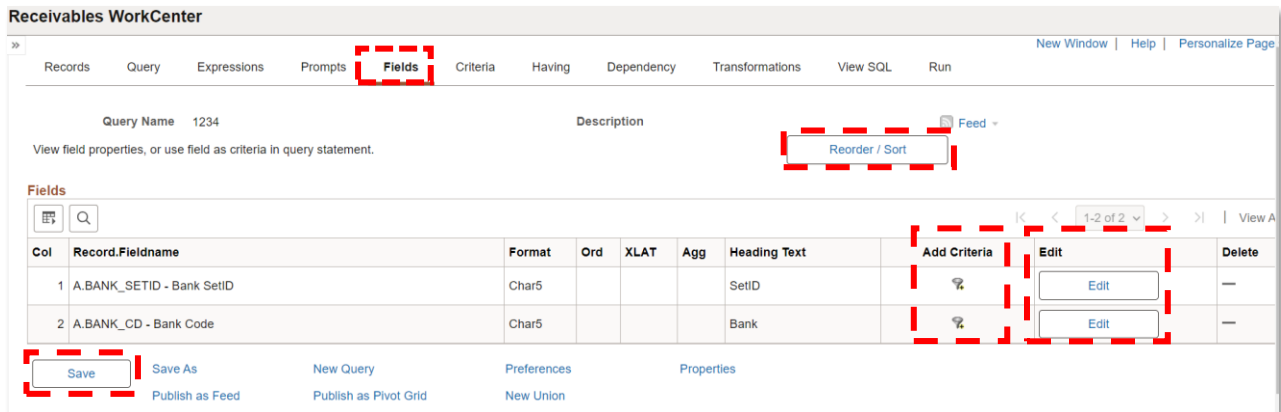 Receivables WorkCenter
»
New Window | Help | Personalize Page
Records Query Expressions Prompts Fields Criteria Having Dependency Transformations View SQL Run
Query Name 1234 Description Feed
View field properties, or use field as criteria in query statement. Reorder / Sort
Fields
1-2 of 2 | View A
Col Record.Fieldname Format Ord XLAT Agg Heading Text Add Criteria Edit Delete
1 A.BANK_SETID - Bank SetID Char5 SetID Edit
2 A.BANK_CD - Bank Code Char5 Bank Edit
Save Save As New Query Preferences Properties
Publish as Feed Publish as Pivot Grid New Union